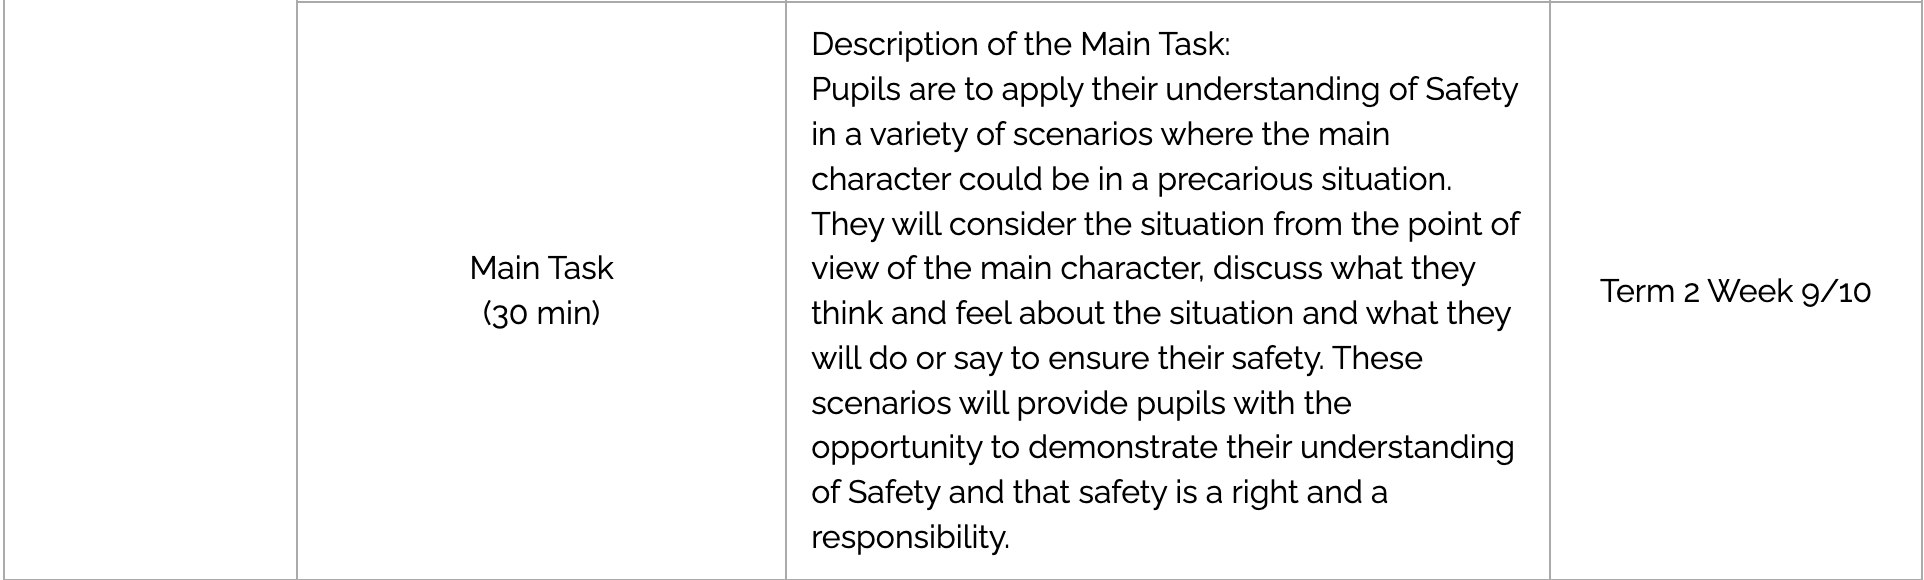 Main Task
(30 min)
Description of the Main Task:
Pupils are to apply their understanding of Safety
in a variety of scenarios where the main
character could be in a precarious situation.
They will consider the situation from the point of
view of the main character, discuss what they
think and feel about the situation and what they
will do or say to ensure their safety. These
scenarios will provide pupils with the
opportunity to demonstrate their understanding
of Safety and that safety is a right and a
responsibility.
Term 2 Week 9/10